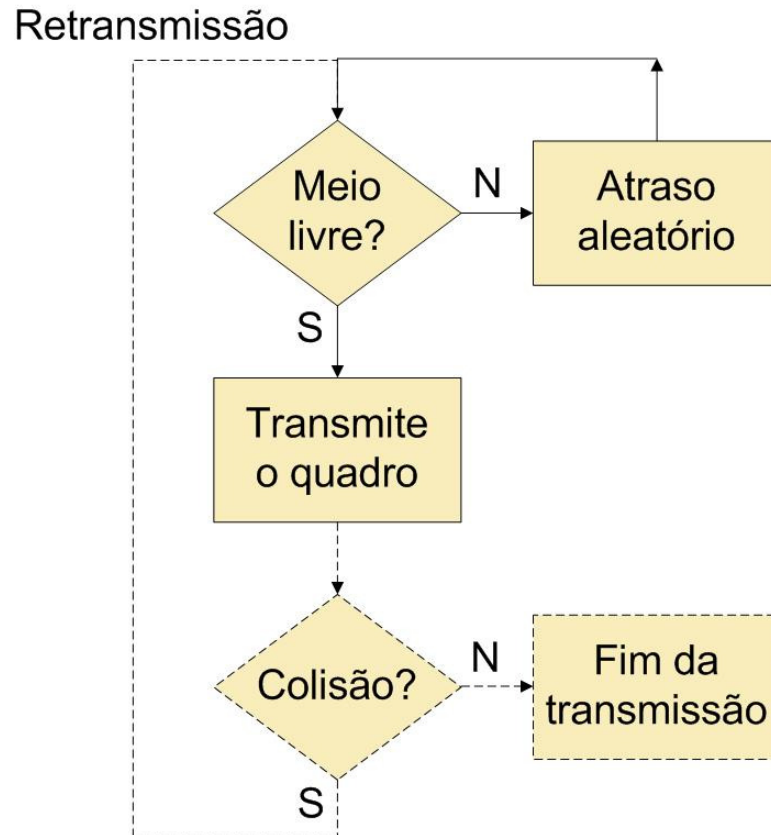 Retransmissão
Meio
livre?
N
Atraso
aleatório
S
Transmite
o quadro
Colisão?
N
Fim da
transmissão
S